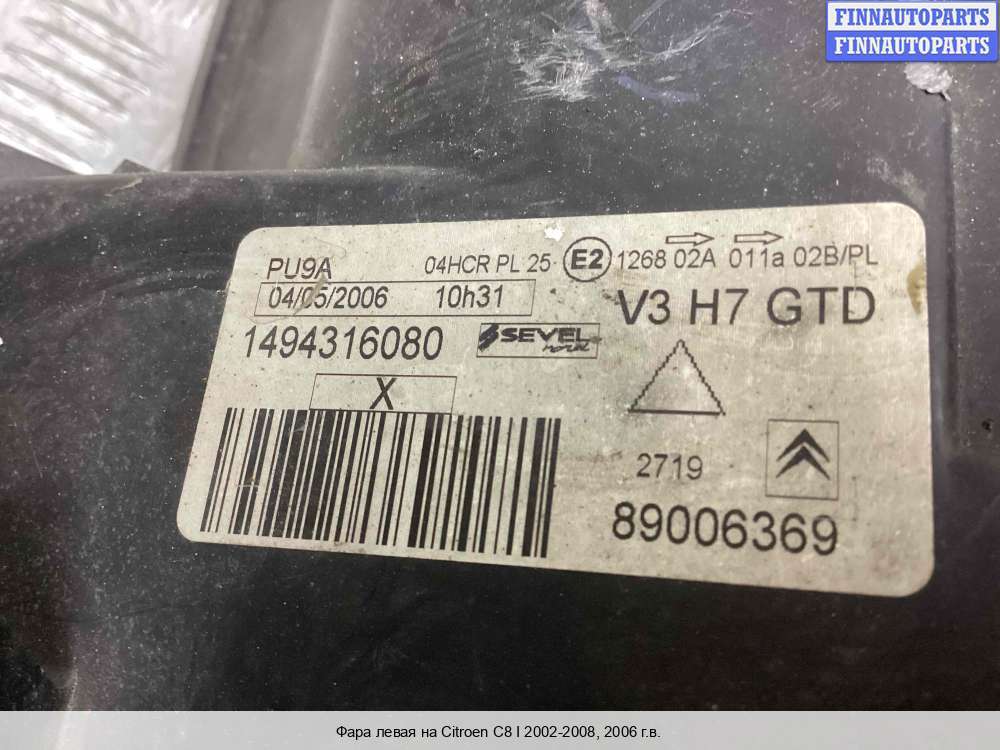 FINNAUTOPARTS
FINNAUTOPARTS
PU9A 04HCR PL 25 E2 1268 02A 011a 02B/PL
04/05/2006 10h31
V3 H7 GTD
1494316080 SEVEL
X
2719
89006369
Фара левая на Citroen C8 I 2002-2008, 2006 г.в.